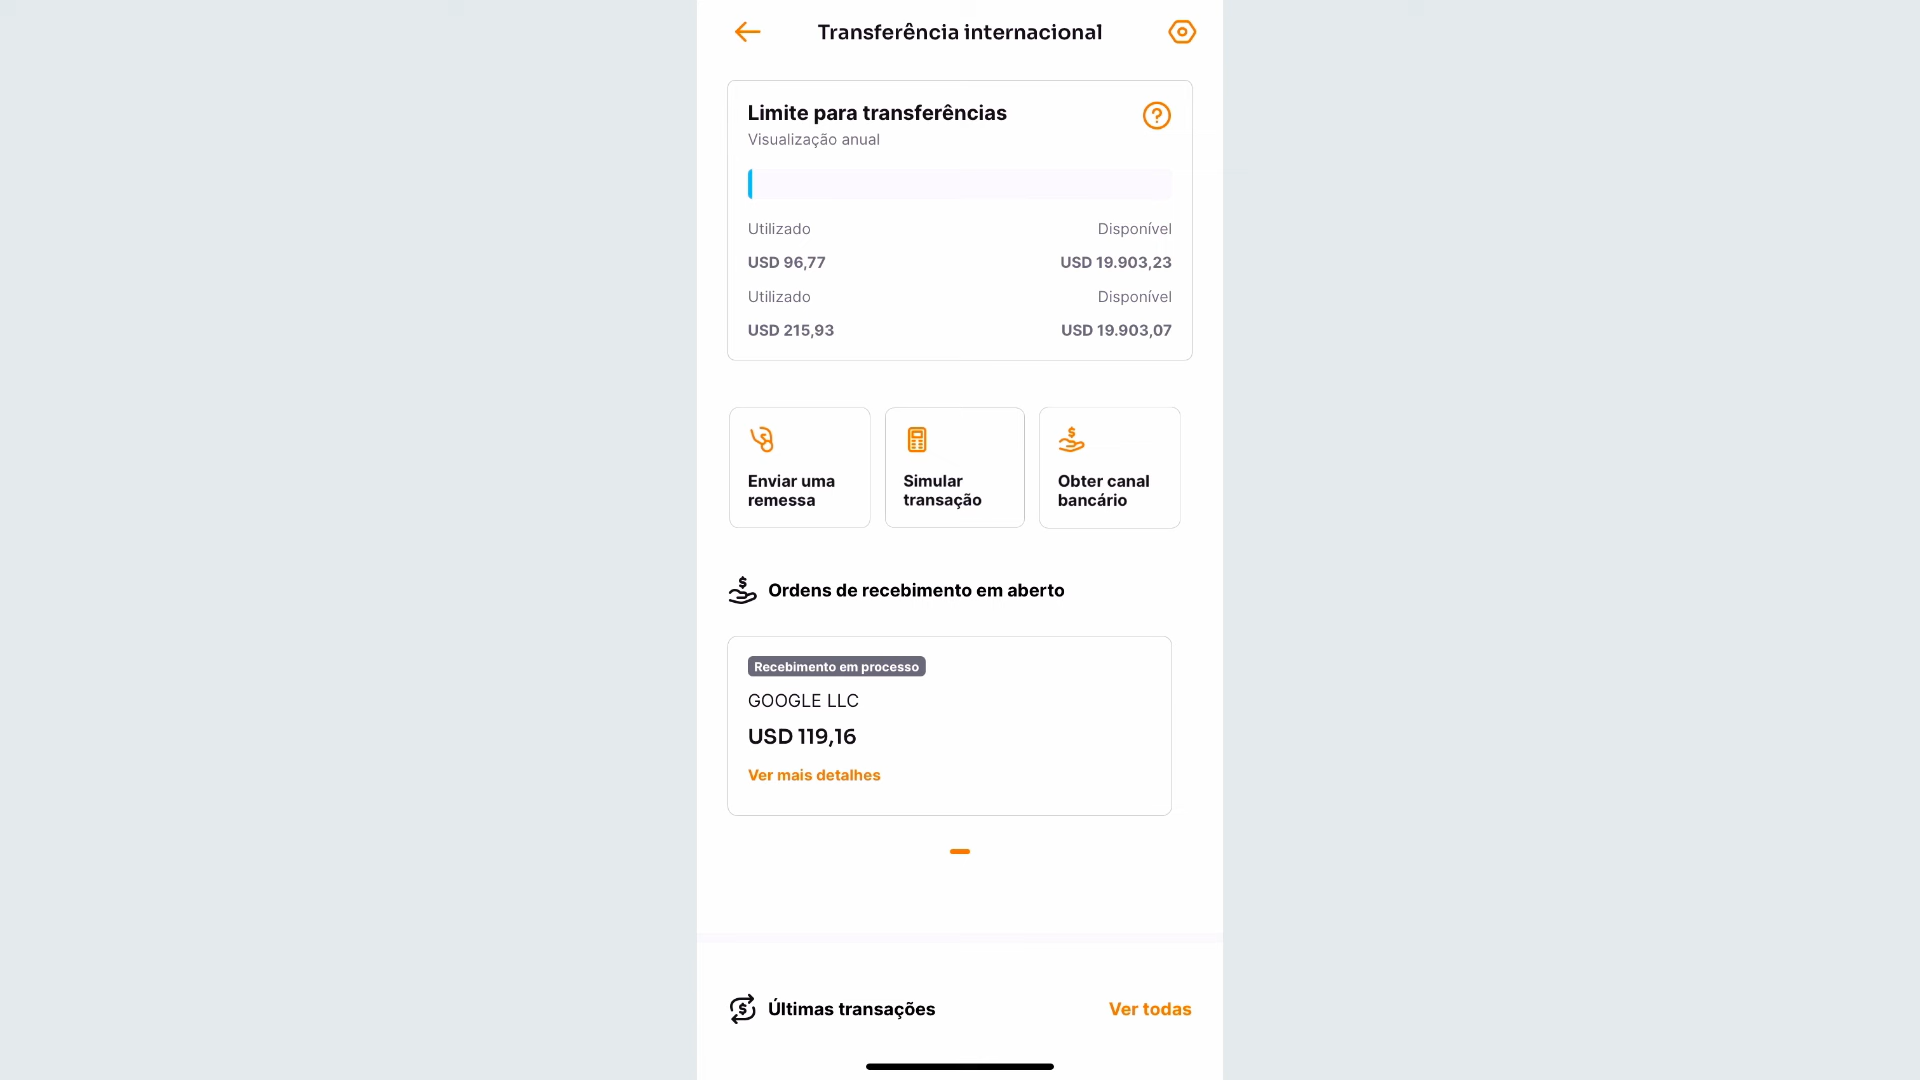 Transferência internacional
Limite para transferências
Visualização anual
Utilizado Disponível
USD 96,77 USD 19.903,23
Utilizado Disponível
USD 215,93 USD 19.903,07
Enviar uma
remessa
Simular
transação
Obter canal
bancário
Ordens de recebimento em aberto
Recebimento em processo
GOOGLE LLC
USD 119,16
Ver mais detalhes
Últimas transações Ver todas